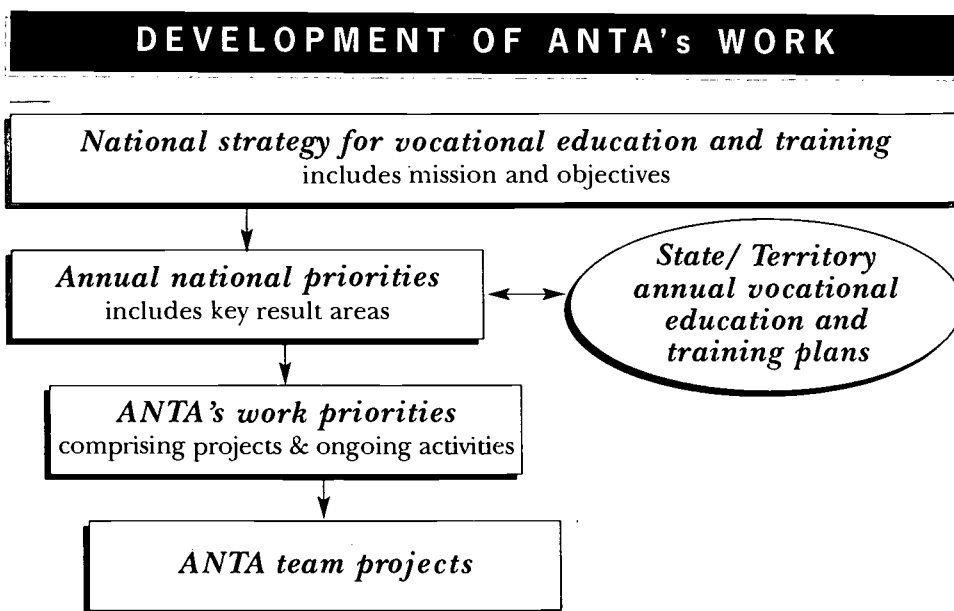 DEVELOPMENT OF ANTA's WORK
National strategy for vocational education and training
includes mission and objectives
Annual national priorities
includes key result areas
State/ Territory
annual vocational
education and
training plans
ANTA's work priorities
comprising projects & ongoing activities
ANTA team projects